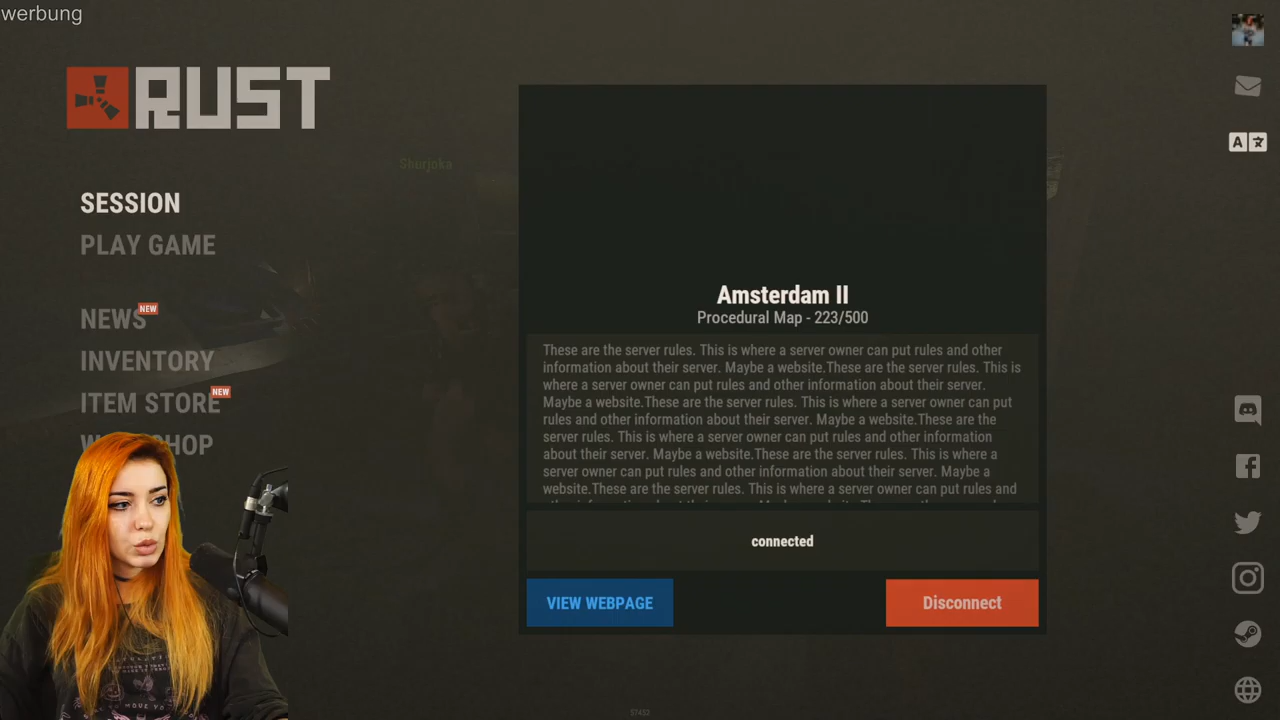 werbung
RUST
Shurjoka
SESSION
PLAY GAME
NEWS NEW
INVENTORY
ITEM STORE NEW
Amsterdam II
Procedural Map - 223/500
These are the server rules. This is where a server owner can put rules and other
information about their server. Maybe a website.These are the server rules. This is
where a server owner can put rules and other information about their server.
Maybe a website.These are the server rules. This is where a server owner can put
rules and other information about their server. Maybe a website.These are the
server rules. This is where a server owner can put rules and other information
about their server. Maybe a website.These are the server rules. This is where a
server owner can put rules and other information about their server. Maybe a
website.These are the server rules. This is where a server owner can put rules and
connected
VIEW WEBPAGE
Disconnect
A